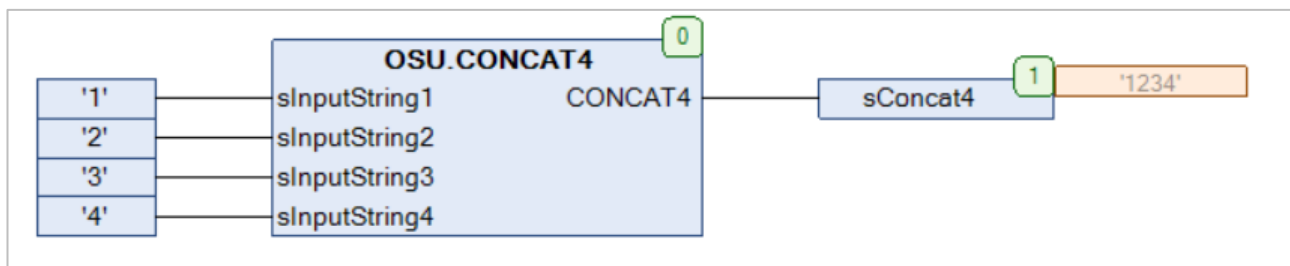 0
OSU.CONCAT4
'1' sInputString1 CONCAT4 sConcat4 1 '1234'
'2' sInputString2
'3' sInputString3
'4' sInputString4